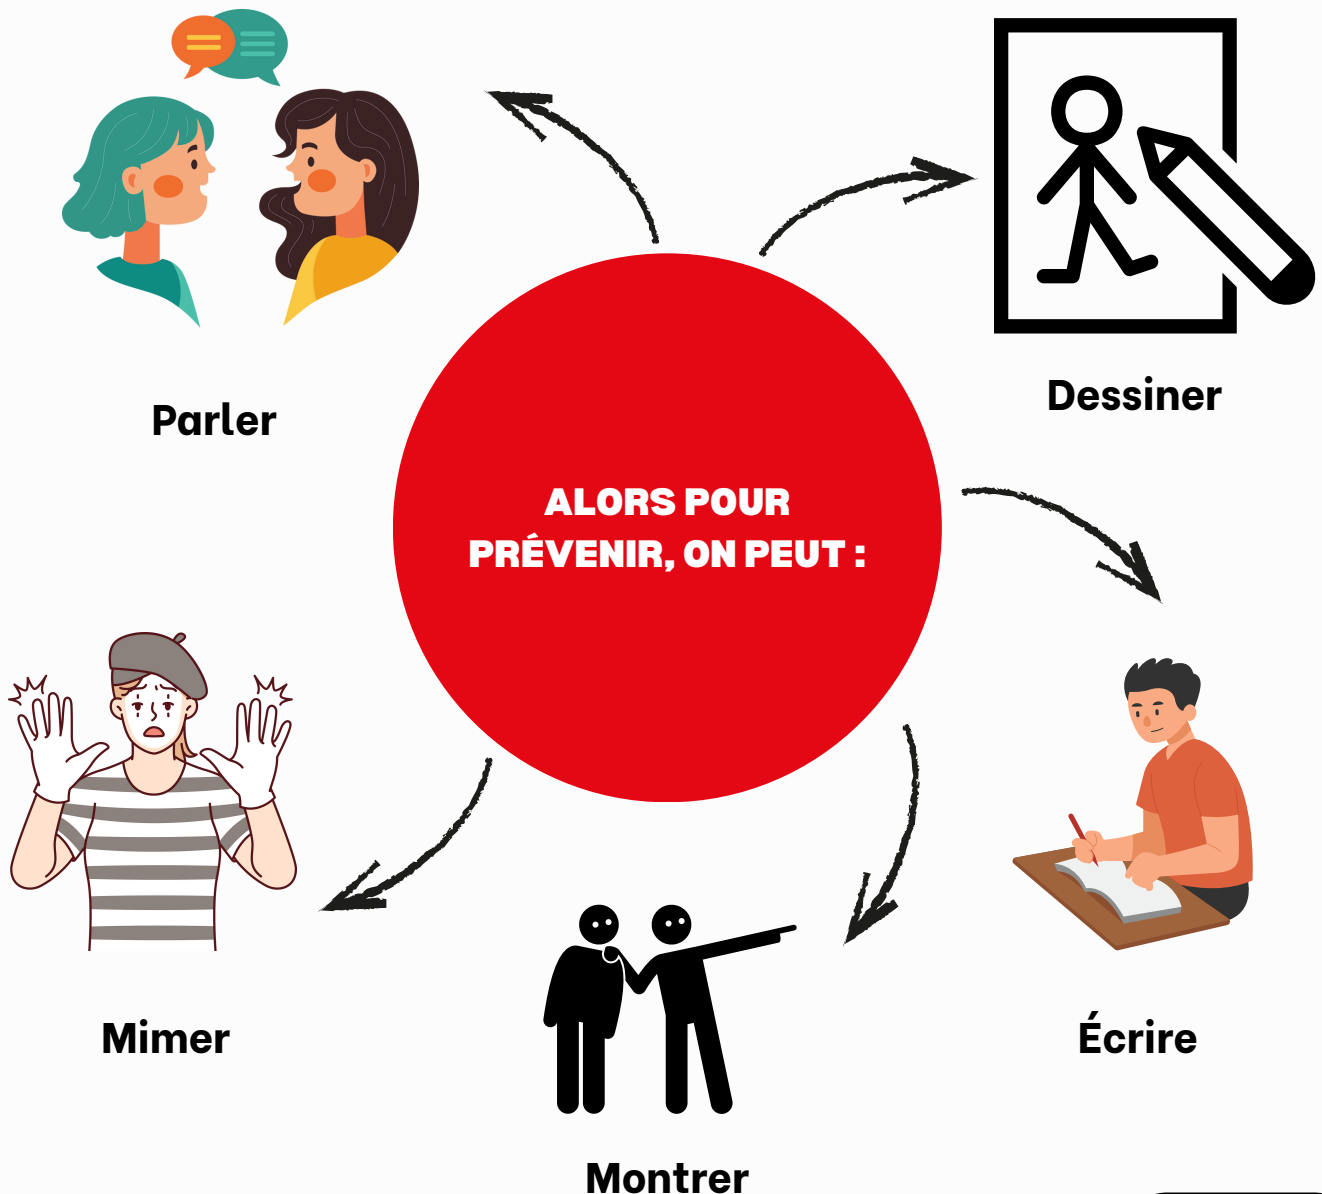 Parler
Dessiner
ALORS POUR
PRÉVENIR, ON PEUT :
Mimer
Écrire
Montrer